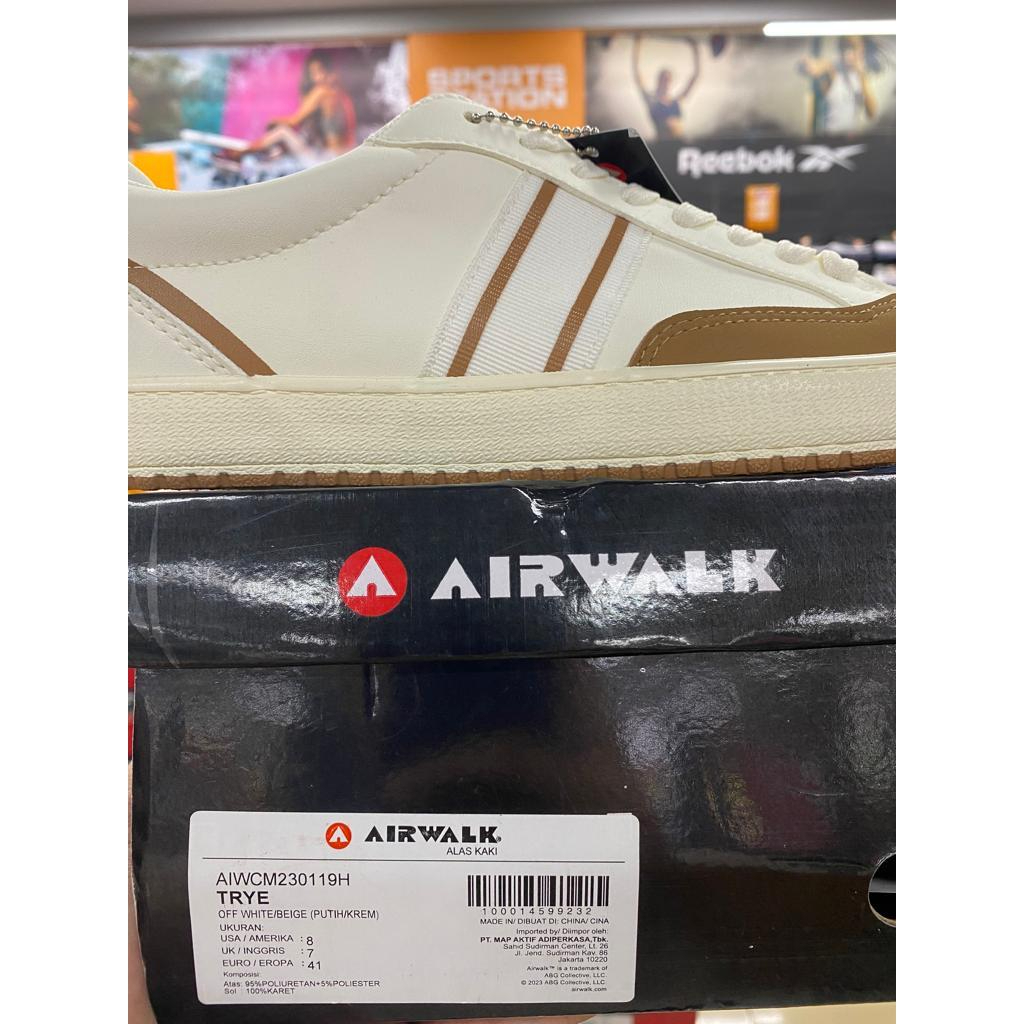 SPORTS
STATION
Reebok
AIRWALK
AIRWALK
ALAS KAKI
AIWCM230119H
TRYE
OFF WHITE/BEIGE (PUTIH/KREM)
UKURAN:
USA / AMERIKA : 8
UK / INGGRIS : 7
EURO / EROPA : 41
Komposisi:
Atas: 95%POLIURETAN+5%POLIESTER
Sol : 100%KARET
100014599232
MADE IN/ DIBUAT DI: CHINA/ CINA
Imported by/ Diimpor oleh:
PT. MAP AKTIF ADIPERKASA,Tbk.
Sahid Sudirman Center, Lt. 26
Jl. Jend. Sudirman Kav. 86
Jakarta 10220
Airwalk™ is a trademark of
ABG Collective, LLC.
© 2023 ABG Collective, LLC.
airwalk.com